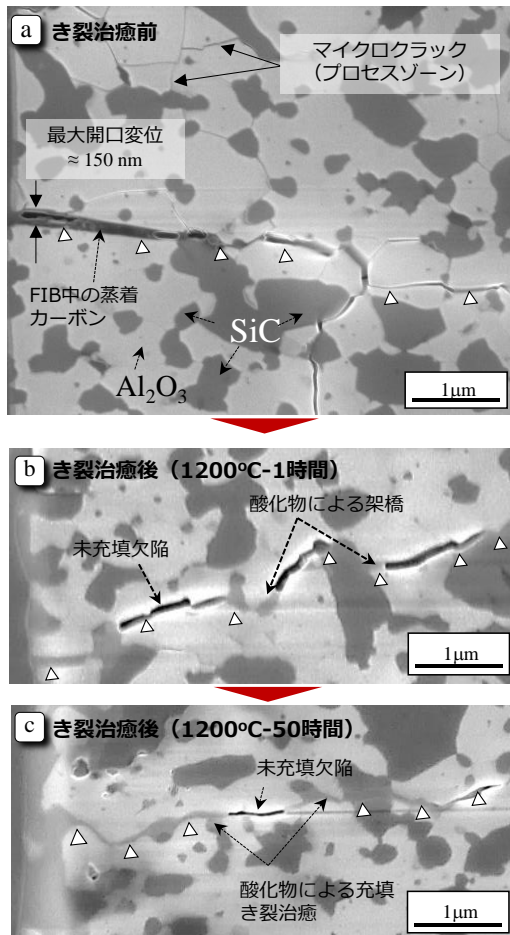 a き裂治癒前
マイクロクラック
（プロセスゾーン）
最大開口変位
≈ 150 nm
FIB中の蒸着
カーボン
SiC
Al₂O₃
1μm
b き裂治癒後（1200℃-1時間）
酸化物による架橋
未充填欠陥
1μm
c き裂治癒後（1200℃-50時間）
未充填欠陥
酸化物による充填
き裂治癒
1μm